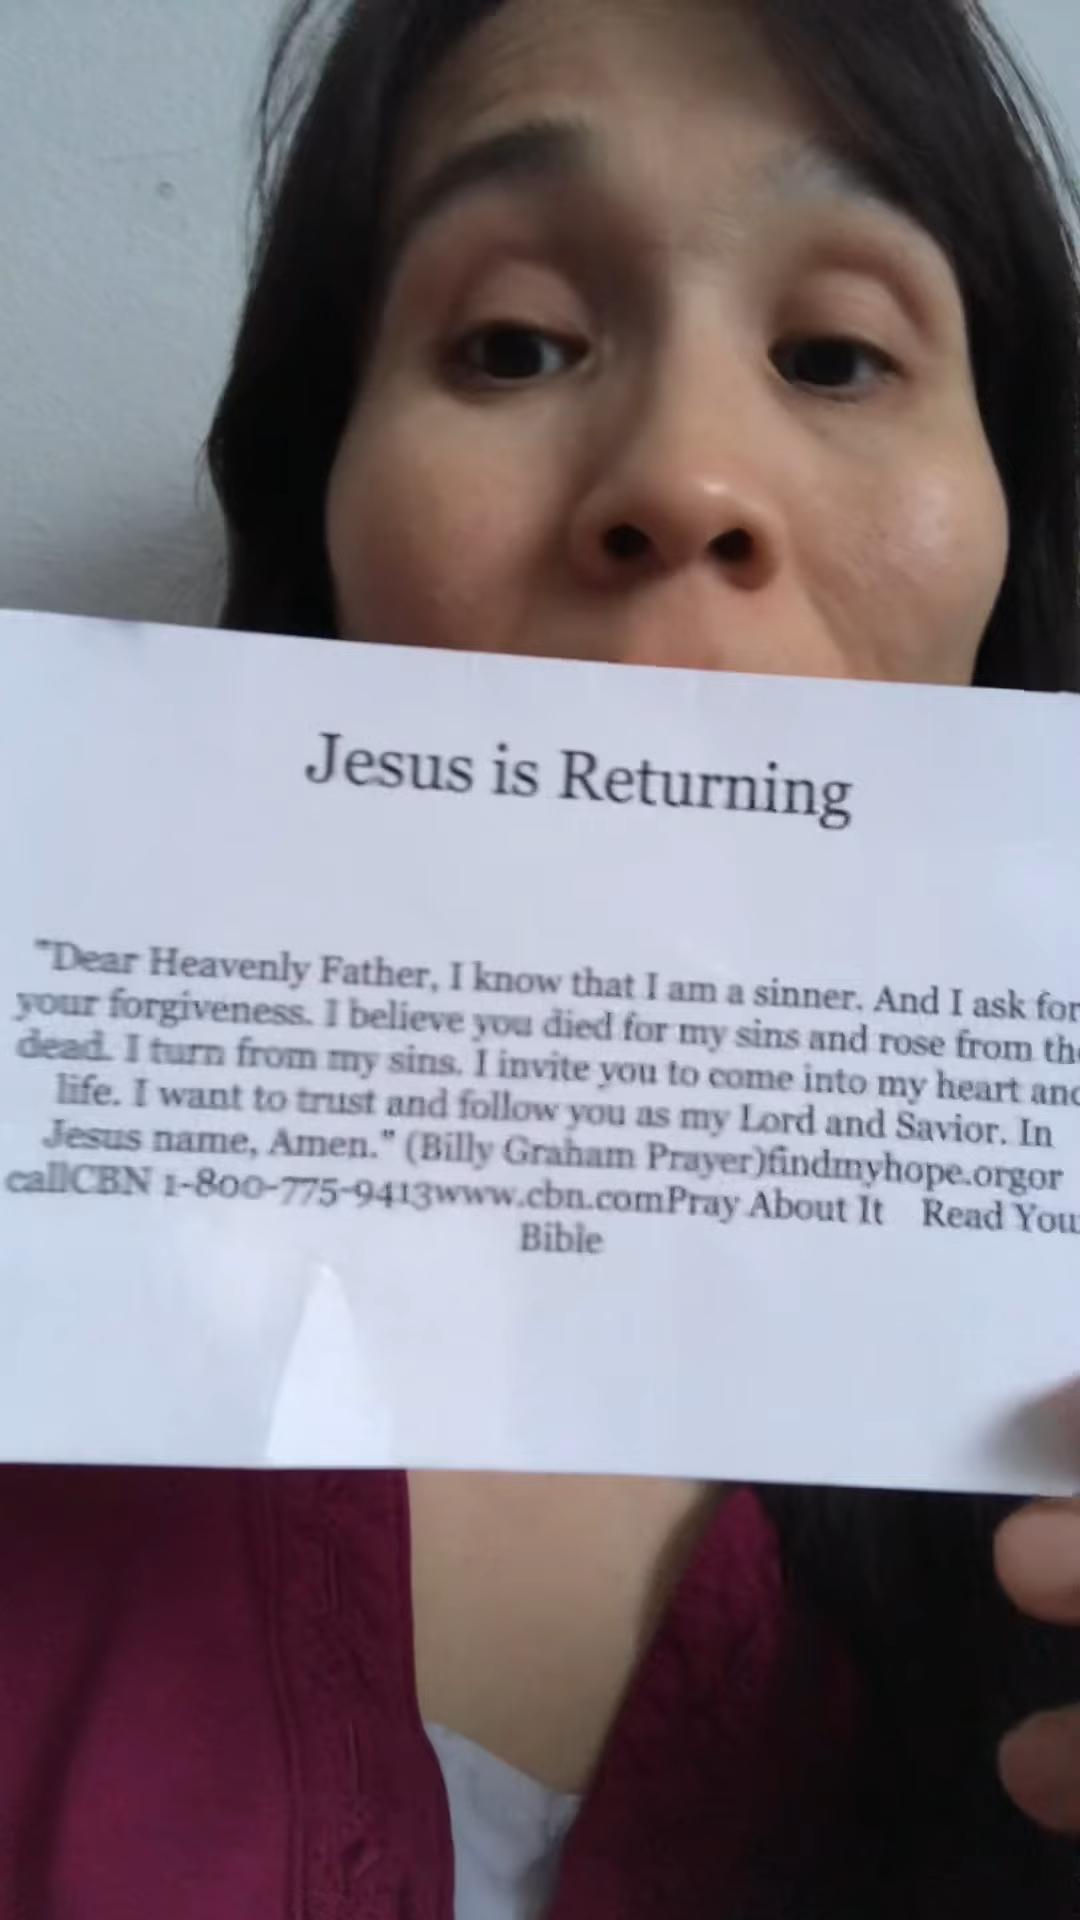 Jesus is Returning
"Dear Heavenly Father, I know that I am a sinner. And I ask for
your forgiveness. I believe you died for my sins and rose from the
dead. I turn from my sins. I invite you to come into my heart and
life. I want to trust and follow you as my Lord and Savior. In
Jesus name, Amen." (Billy Graham Prayer)findmyhope.orgor
callCBN 1-800-775-9413www.cbn.comPray About It Read You
Bible